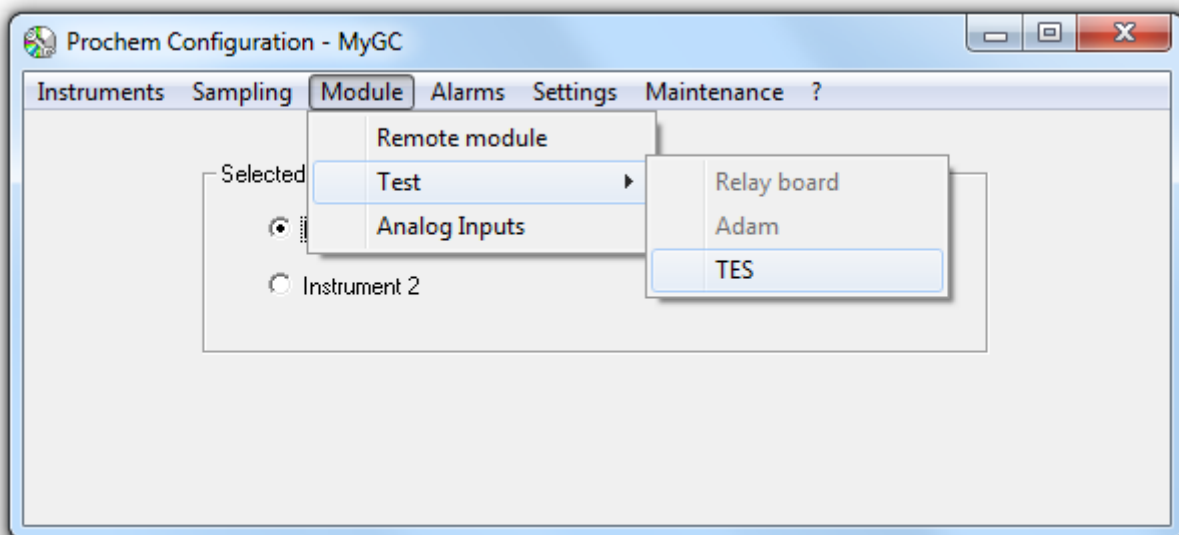 Prochem Configuration - MyGC
Instruments Sampling Module Alarms Settings Maintenance ?
Remote module
Test
Analog Inputs
Relay board
Adam
TES
Selected
Instrument 2